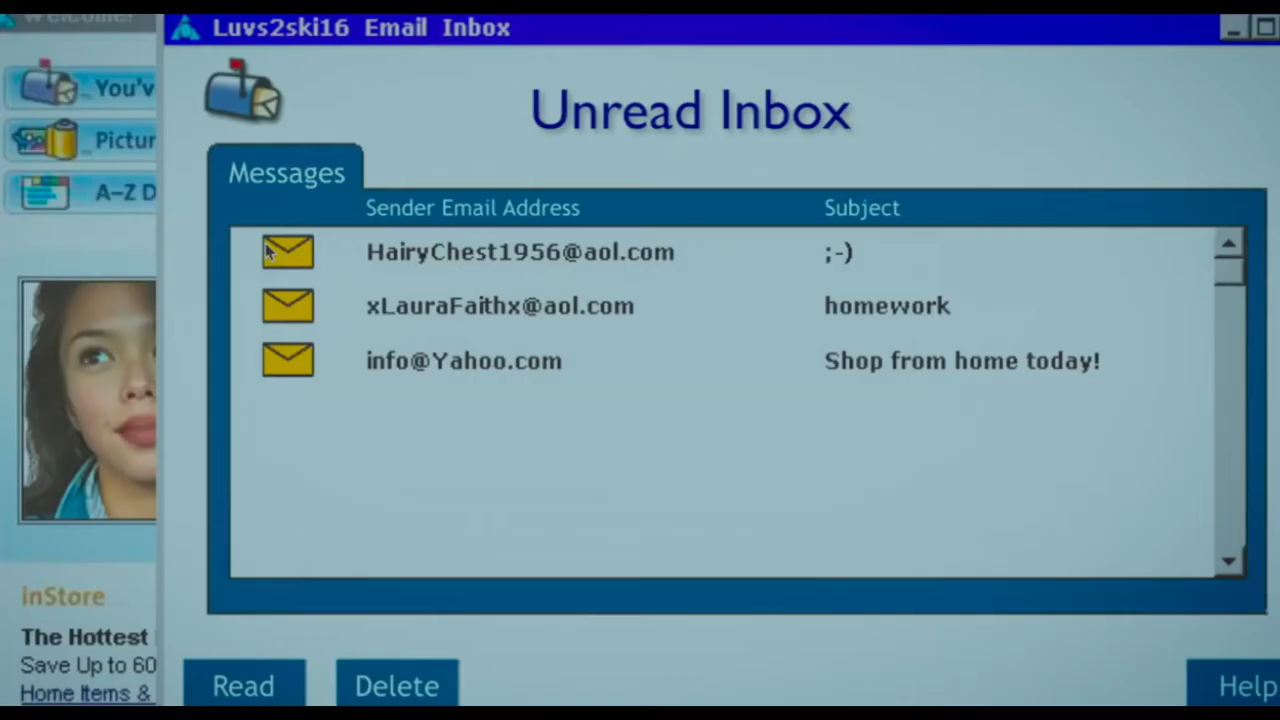 Welcome!
Luvs2ski16 Email Inbox
You'v
Pictur
A-Z D
Unread Inbox
Messages
Sender Email Address Subject
HairyChest1956@aol.com ;-)
xLauraFaithx@aol.com homework
info@Yahoo.com Shop from home today!
inStore
The Hottest
Save Up to 60
Home Items &
Read Delete Help